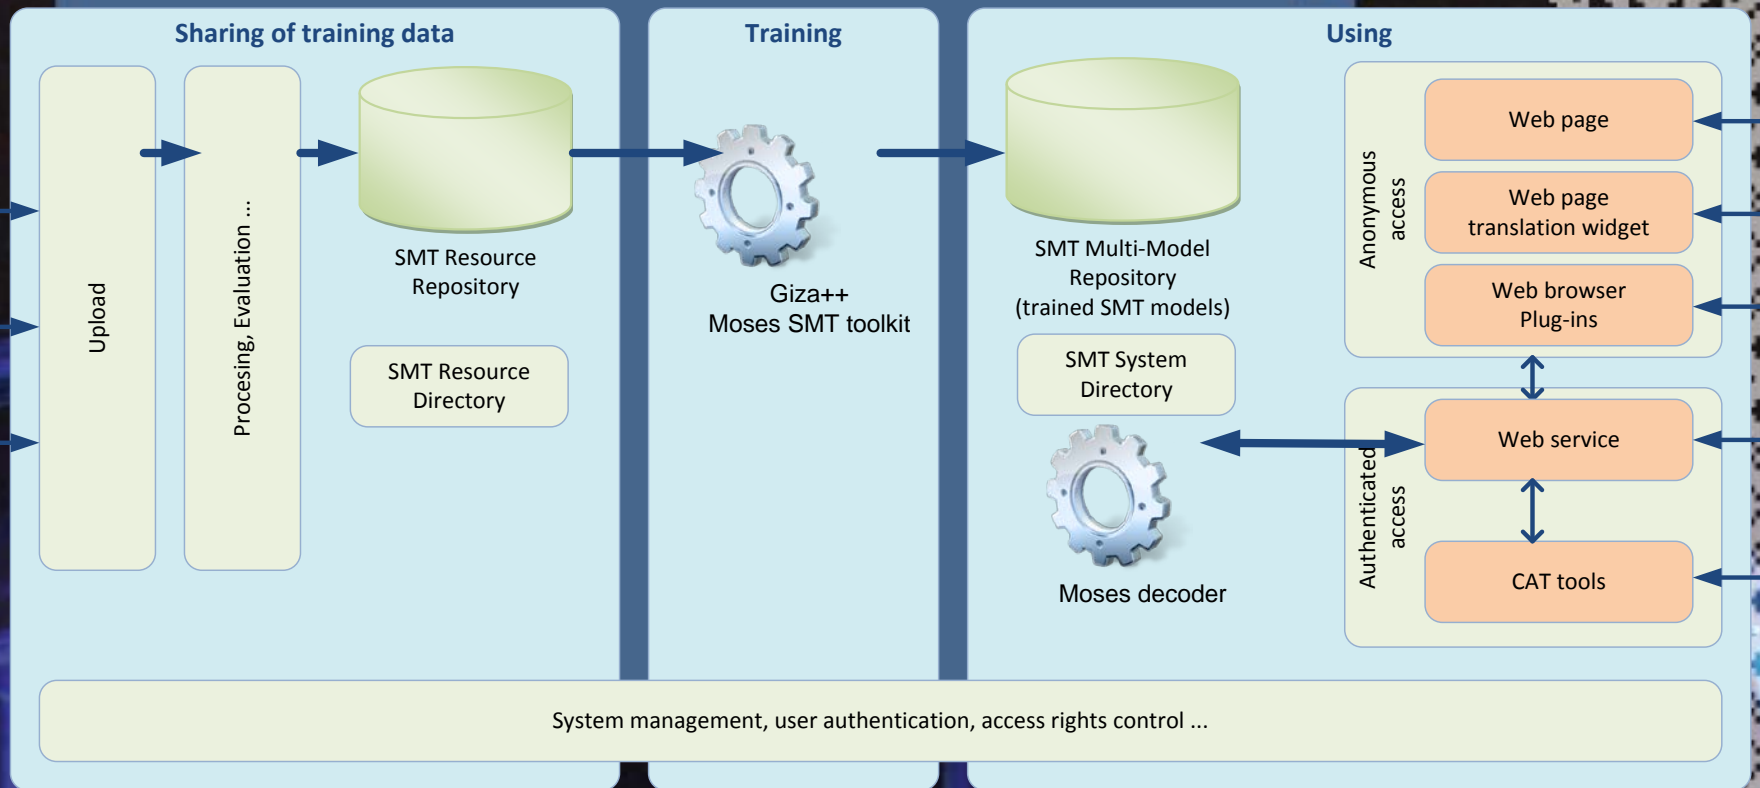 Sharing of training data
Upload
Procesing, Evaluation ...
SMT Resource
Repository
SMT Resource
Directory
Training
Giza++
Moses SMT toolkit
Using
SMT Multi-Model
Repository
(trained SMT models)
SMT System
Directory
Moses decoder
Anonymous
access
Web page
Web page
translation widget
Web browser
Plug-ins
Authenticated
access
Web service
CAT tools
System management, user authentication, access rights control ...